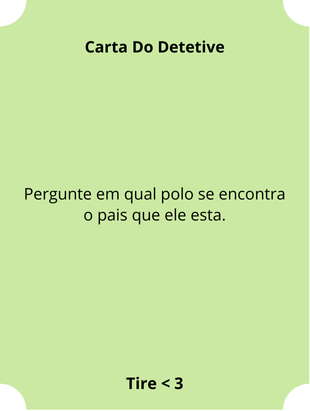 Carta Do Detetive
Pergunte em qual polo se encontra
o pais que ele esta.
Tire < 3